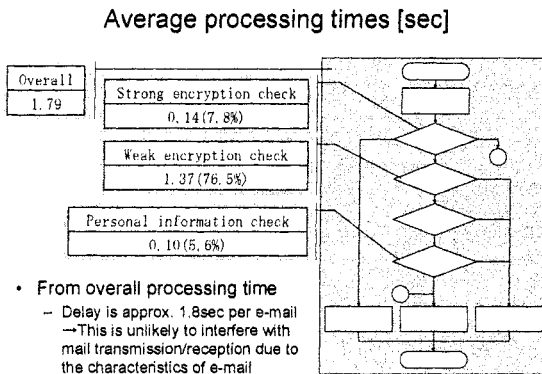 Average processing times [sec]
Overall
1.79
Strong encryption check
0.14(7.8%)
Weak encryption check
1.37(76.5%)
Personal information check
0.10(5.6%)
• From overall processing time
– Delay is approx. 1.8sec per e-mail
→This is unlikely to interfere with
mail transmission/reception due to
the characteristics of e-mail